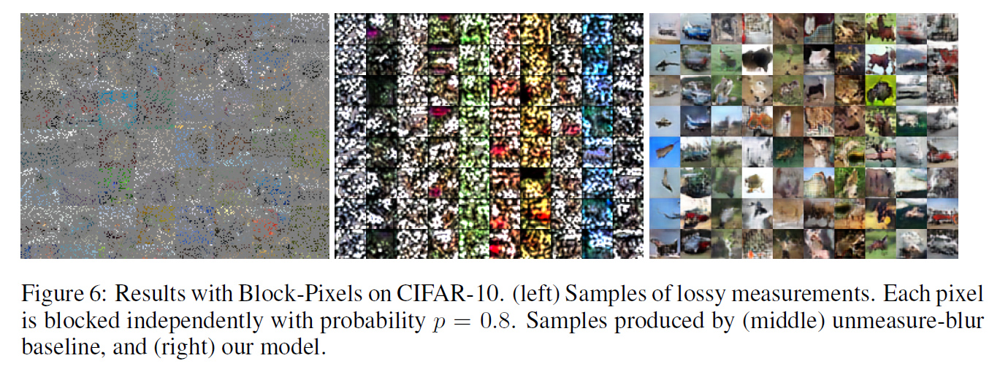 Figure 6: Results with Block-Pixels on CIFAR-10. (left) Samples of lossy measurements. Each pixel
is blocked independently with probability p = 0.8. Samples produced by (middle) unmeasure-blur
baseline, and (right) our model.